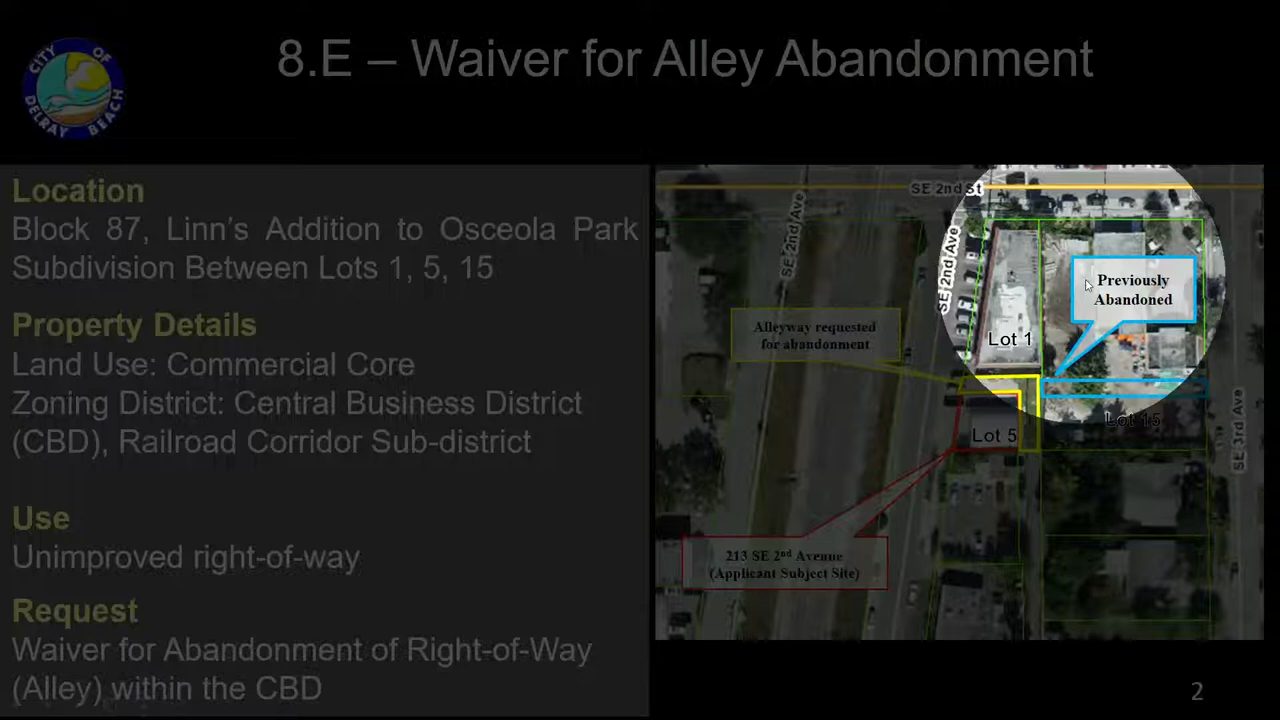 CITY OF
DELRAY BEACH
8.E – Waiver for Alley Abandonment
Location
Block 87, Linn's Addition to Osceola Park
Subdivision Between Lots 1, 5, 15
Property Details
Land Use: Commercial Core
Zoning District: Central Business District
(CBD), Railroad Corridor Sub-district
Use
Unimproved right-of-way
Request
Waiver for Abandonment of Right-of-Way
(Alley) within the CBD
SE 2nd St
SE 2nd Ave
SE 2nd Ave
Previously
Abandoned
Alleyway requested
for abandonment
Lot 1
Lot 15
Lot 5
SE 3rd Ave
213 SE 2nd Avenue
(Applicant Subject Site)
2